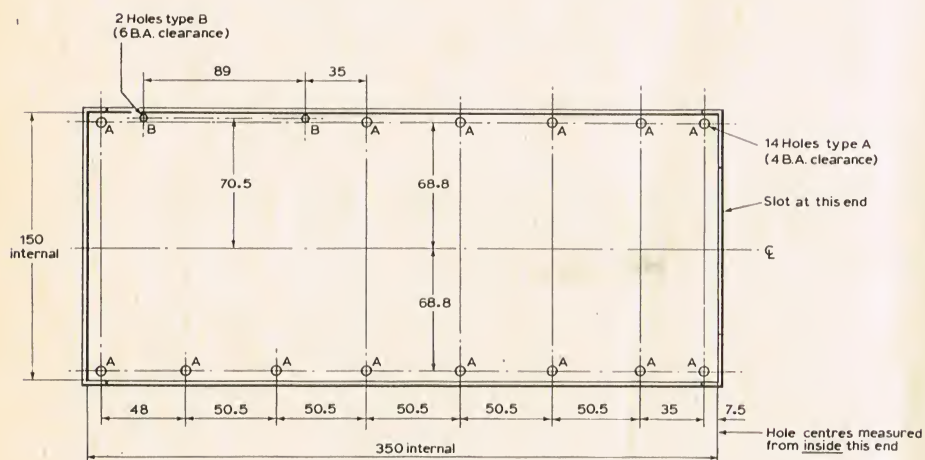 2 Holes type B
(6 B.A. clearance)
89
35
A
B
B
A
A
A
A
A
14 Holes type A
(4 B.A. clearance)
70.5
68.8
Slot at this end
150
internal
℄
68.8
A
A
A
A
A
A
A
A
48
50.5
50.5
50.5
50.5
50.5
35
7.5
Hole centres measured
from inside this end
350 internal